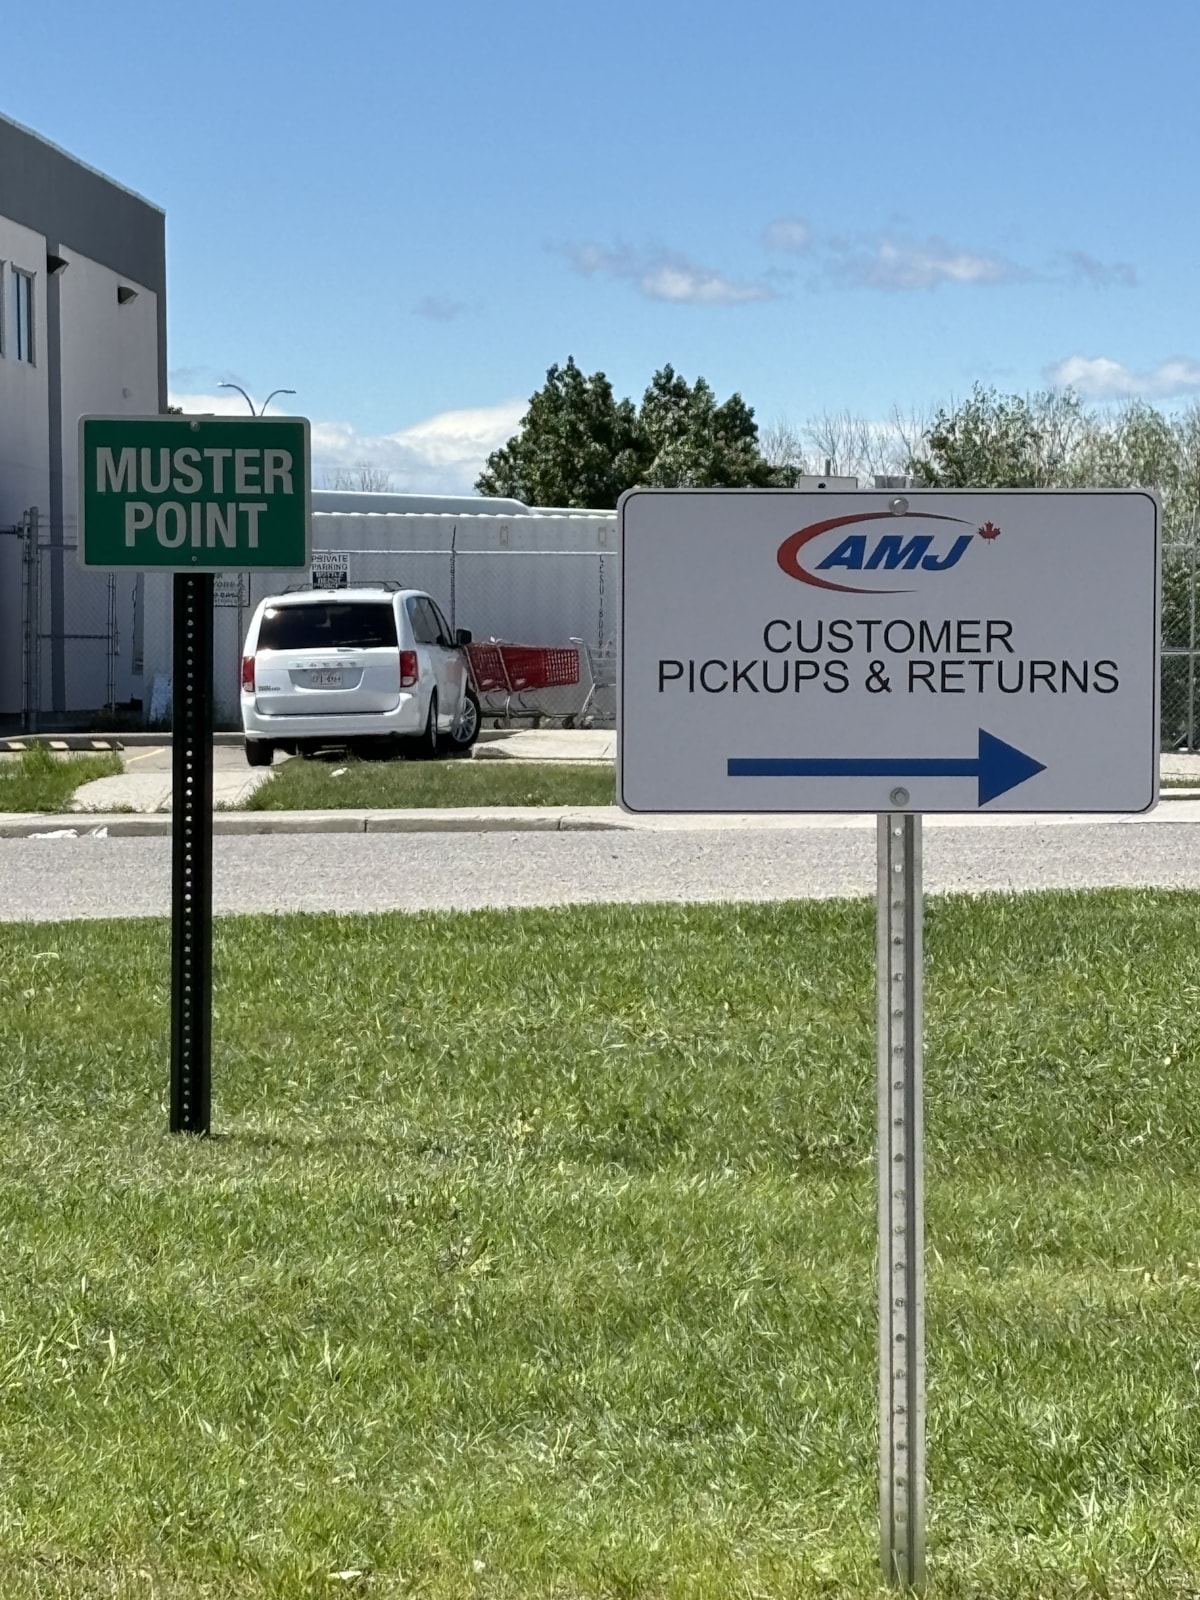 MUSTER
POINT
AMJ
CUSTOMER
PICKUPS & RETURNS
PRIVATE
PARKING